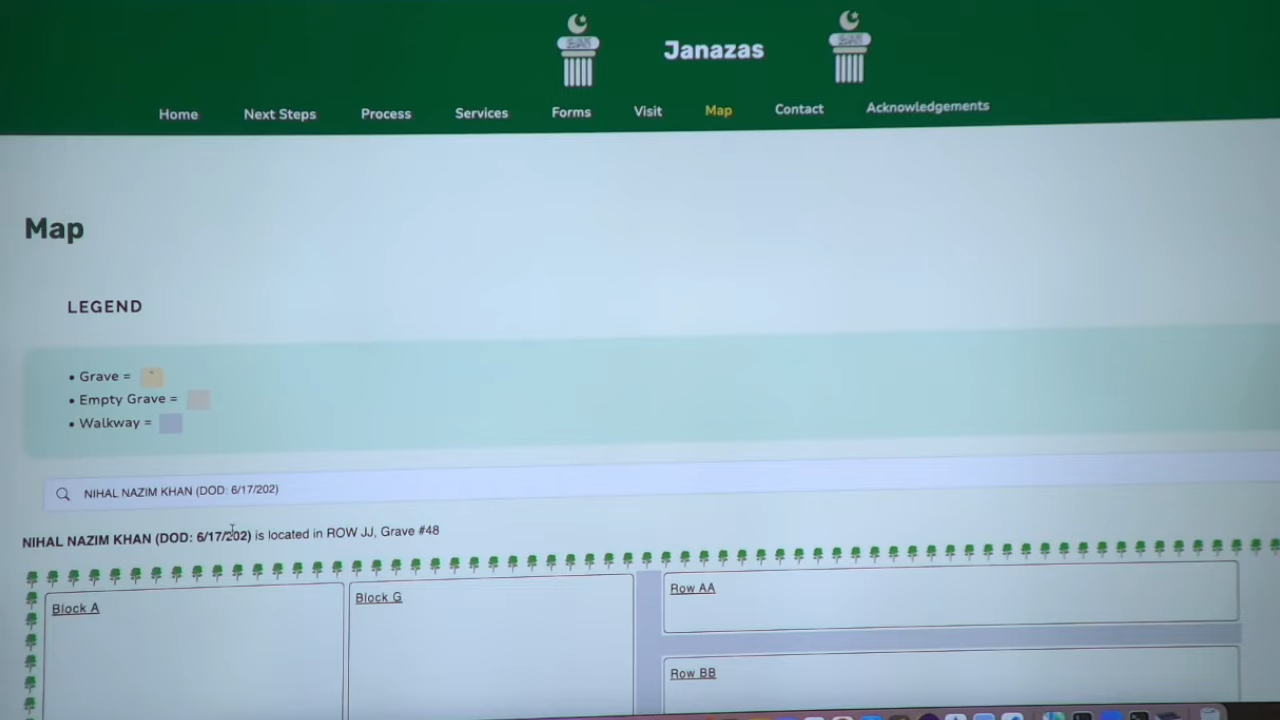 Janazas
Home Next Steps Process Services Forms Visit Map Contact Acknowledgements
Map
LEGEND
• Grave =
• Empty Grave =
• Walkway =
NIHAL NAZIM KHAN (DOD: 6/17/202)
NIHAL NAZIM KHAN (DOD: 6/17/202) is located in ROW JJ, Grave #48
Block A
Block G
Row AA
Row BB